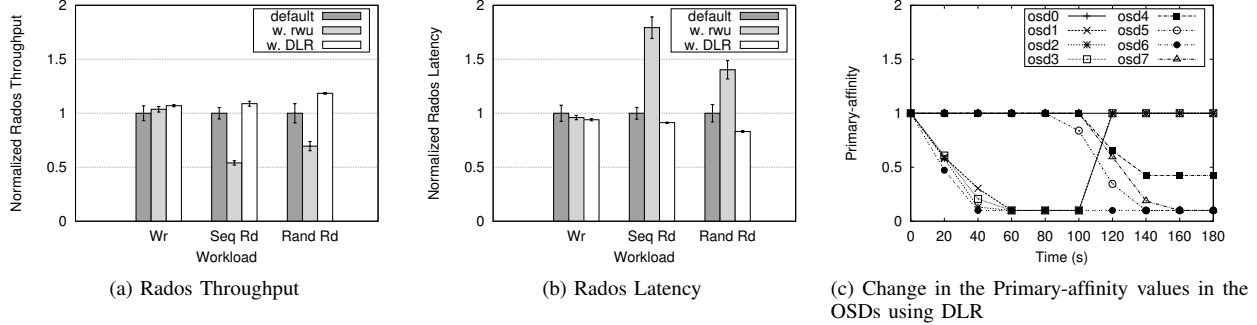 Normalized Rados Throughput
2
1.5
1
0.5
0
default
w. rwu
w. DLR
Wr
Seq Rd
Rand Rd
Workload
(a) Rados Throughput
Normalized Rados Latency
2
1.5
1
0.5
0
default
w. rwu
w. DLR
Wr
Seq Rd
Rand Rd
Workload
(b) Rados Latency
Primary-affinity
2
1.5
1
0.5
0
osd0
osd1
osd2
osd3
osd4
osd5
osd6
osd7
0 20 40 60 80 100 120 140 160 180
Time (s)
(c) Change in the Primary-affinity values in the
OSDs using DLR